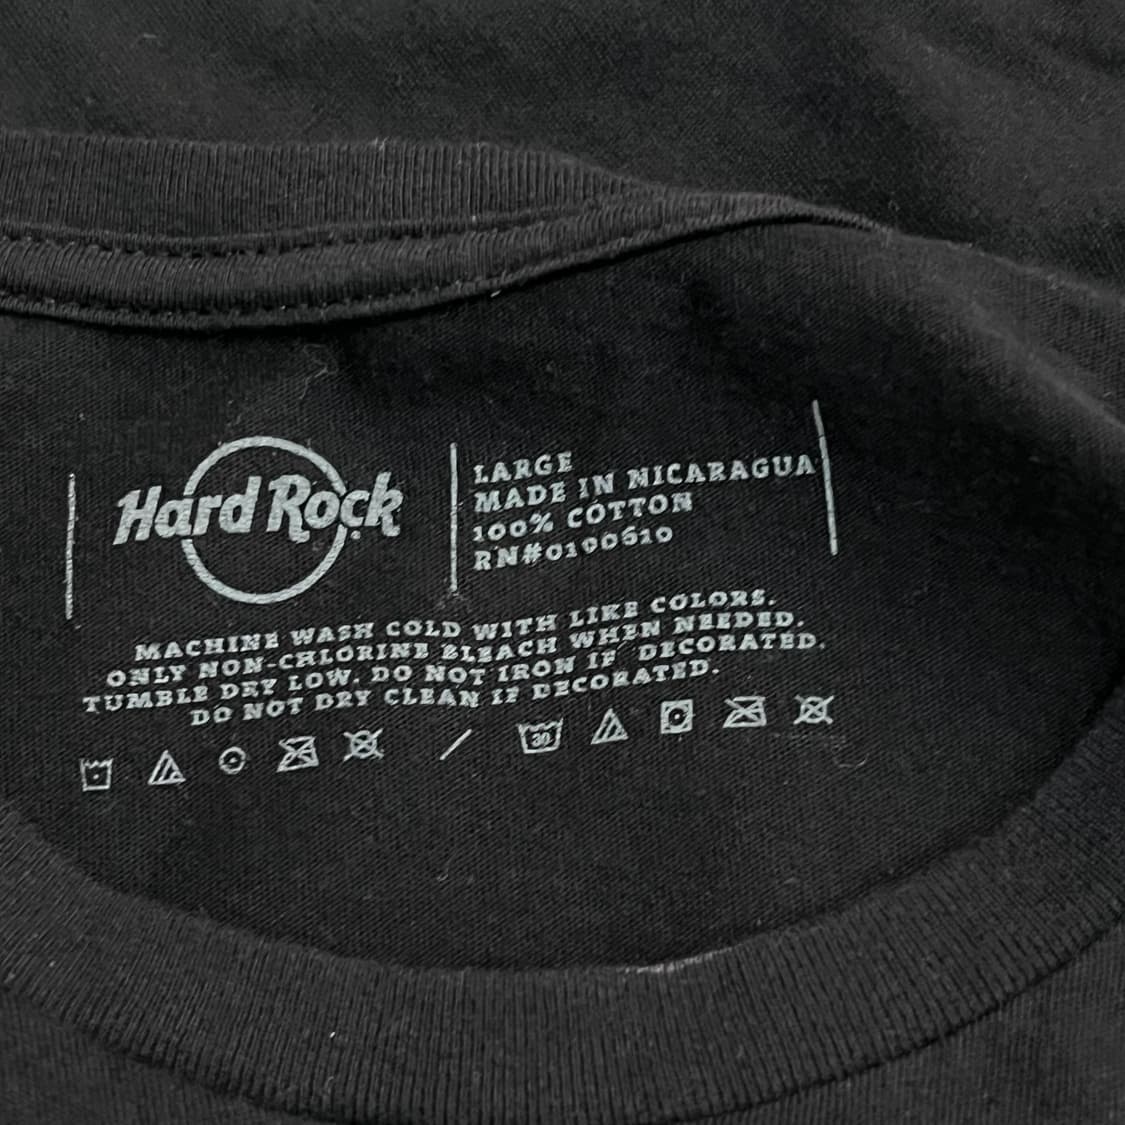 Hard Rock
LARGE
MADE IN NICARAGUA
100% COTTON
RN#0190610
MACHINE WASH COLD WITH LIKE COLORS.
ONLY NON-CHLORINE BLEACH WHEN NEEDED.
TUMBLE DRY LOW. DO NOT IRON IF DECORATED.
DO NOT DRY CLEAN IF DECORATED.
/ 30